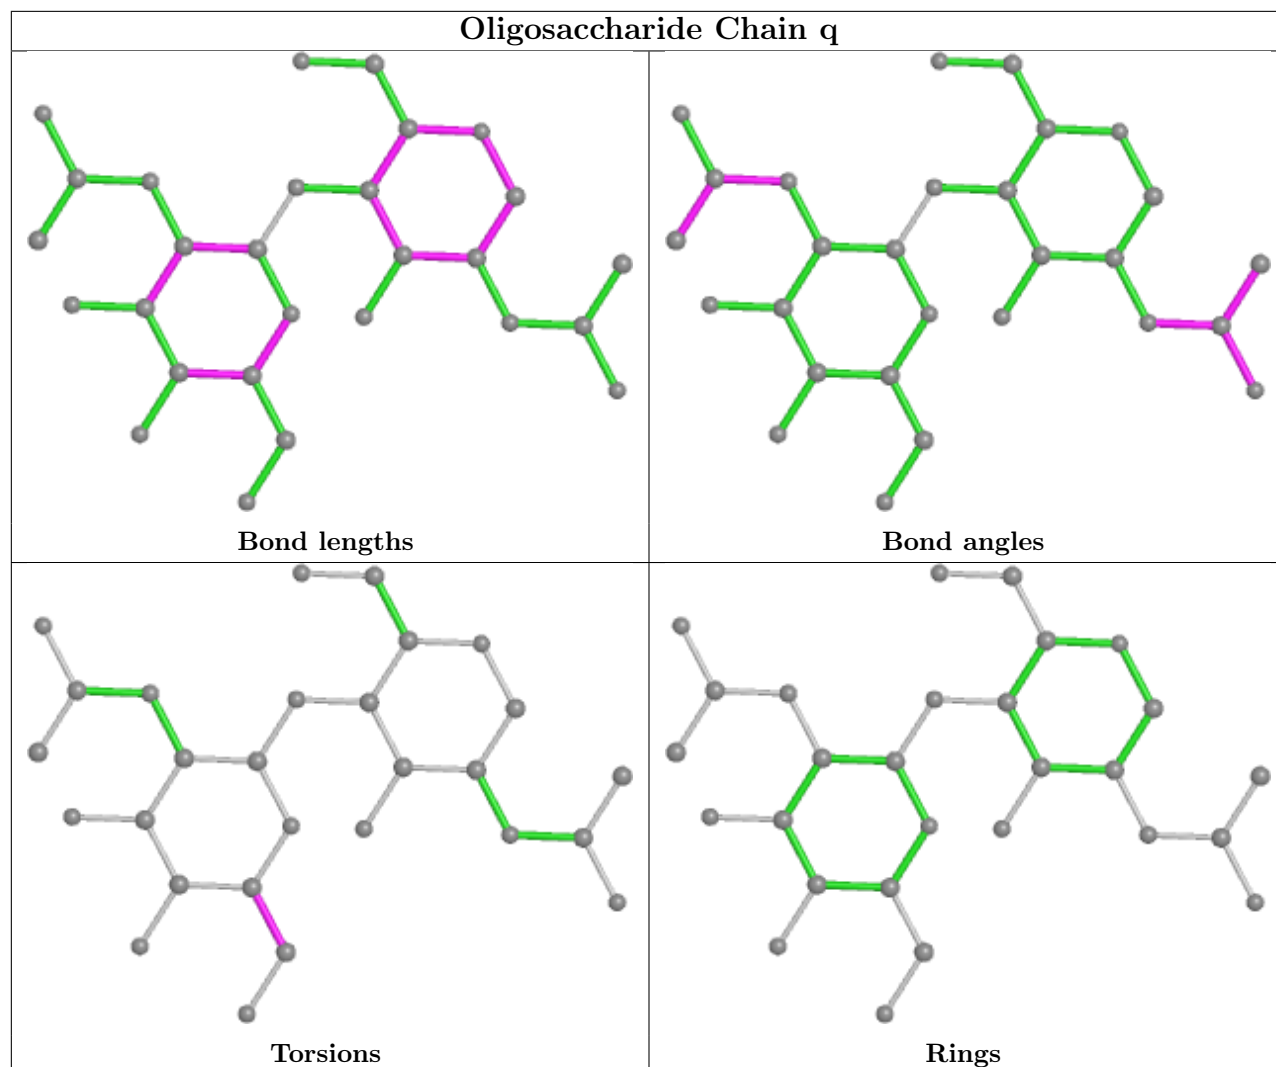 Oligosaccharide Chain q
Bond lengths
Bond angles
Torsions
Rings